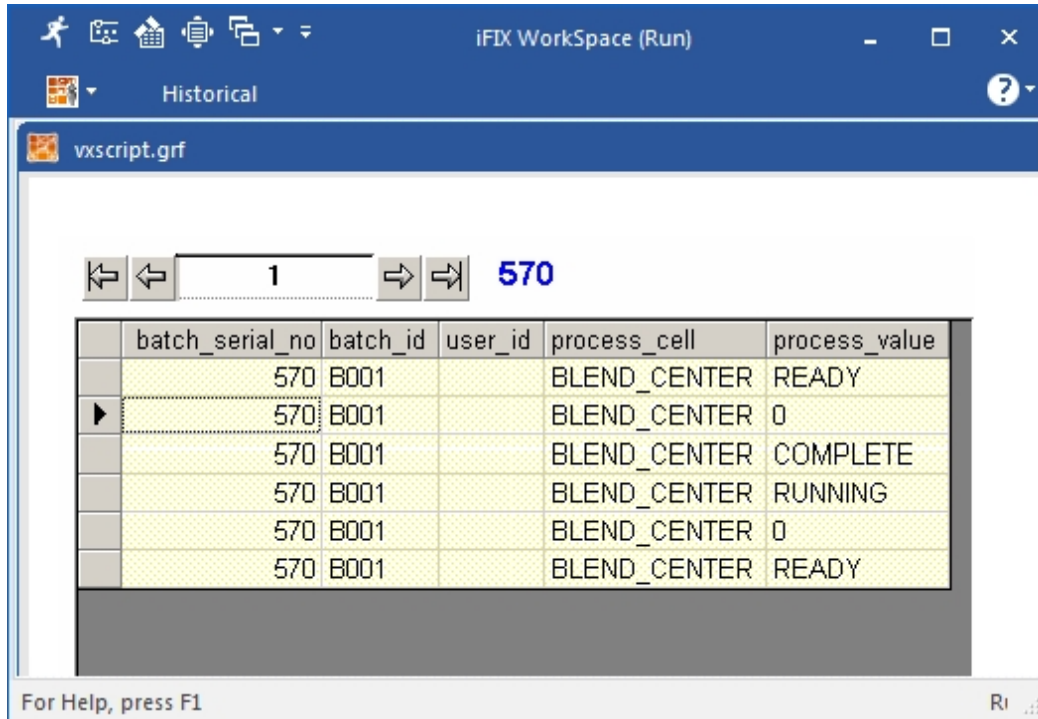 iFIX WorkSpace (Run)
Historical
?
vxscript.grf
1 570
batch_serial_no batch_id user_id process_cell process_value
570 B001 BLEND_CENTER READY
570 B001 BLEND_CENTER 0
570 B001 BLEND_CENTER COMPLETE
570 B001 BLEND_CENTER RUNNING
570 B001 BLEND_CENTER 0
570 B001 BLEND_CENTER READY
For Help, press F1